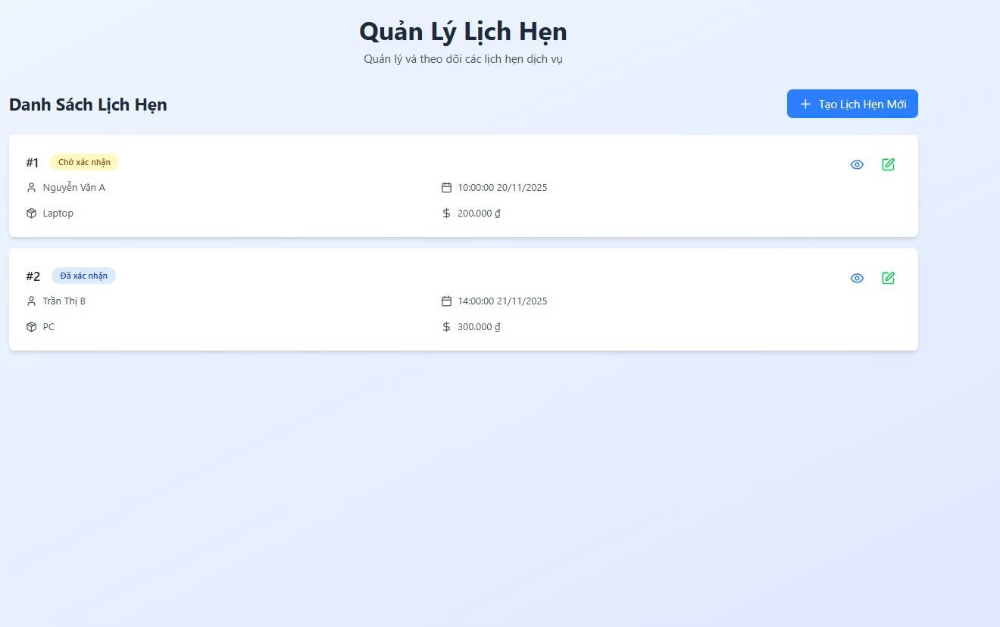 Quản Lý Lịch Hẹn
Quản lý và theo dõi các lịch hẹn dịch vụ
Danh Sách Lịch Hẹn
Tạo Lịch Hẹn Mới
#1 Chờ xác nhận
Nguyễn Văn A
10:00:00 20/11/2025
Laptop
200.000 ₫
#2 Đã xác nhận
Trần Thị B
14:00:00 21/11/2025
PC
300.000 ₫